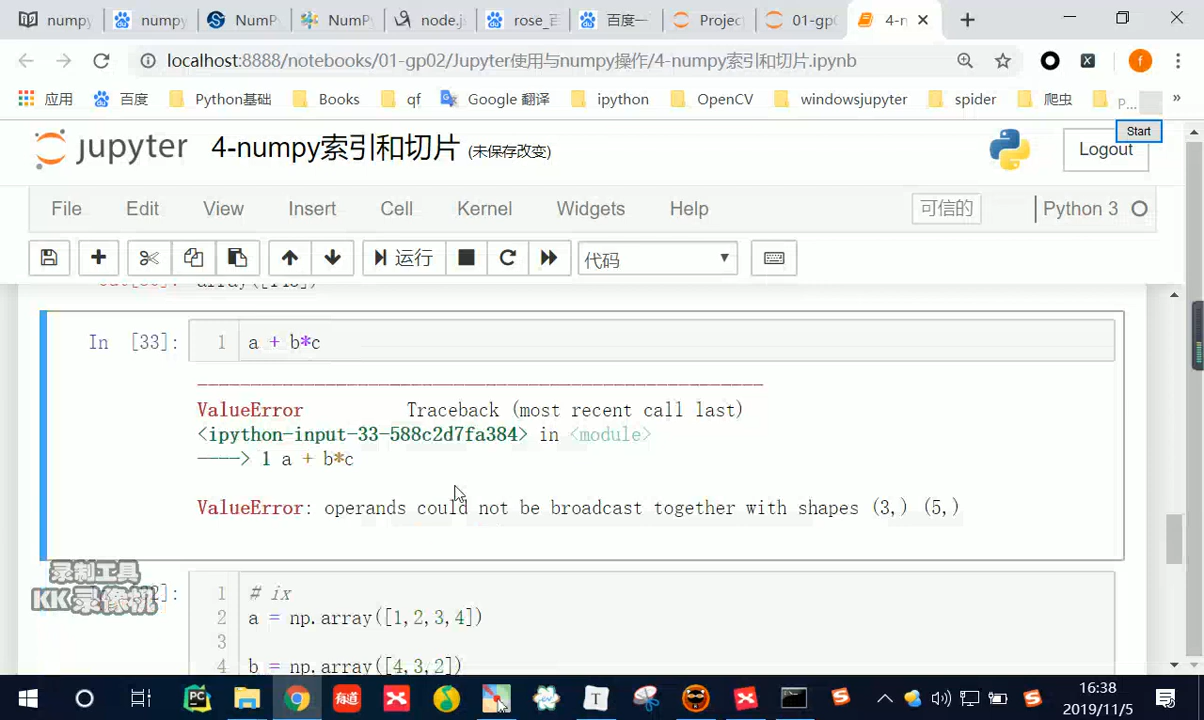 numpy
numpy
NumP
NumP
node.j
rose_百
百度一
Projec
01-gp
4-n
localhost:8888/notebooks/01-gp02/Jupyter使用与numpy操作/4-numpy索引和切片.ipynb
f
应用
百度
Python基础
Books
qf
Google 翻译
ipython
OpenCV
windowsjupyter
spider
爬虫
P...
»
Start
jupyter
4-numpy索引和切片 (未保存改变)
Logout
File Edit View Insert Cell Kernel Widgets Help
可信的
Python 3
运行
代码
In [33]:
1 a + b*c
ValueError Traceback (most recent call last)
<ipython-input-33-588c2d7fa384> in <module>
----> 1 a + b*c
ValueError: operands could not be broadcast together with shapes (3,) (5,)
录制工具
KK录像机
1 # ix
2 a = np.array([1,2,3,4])
3
4 b = np.array([4,3,2])
PC
有道
T
16:38
2019/11/5